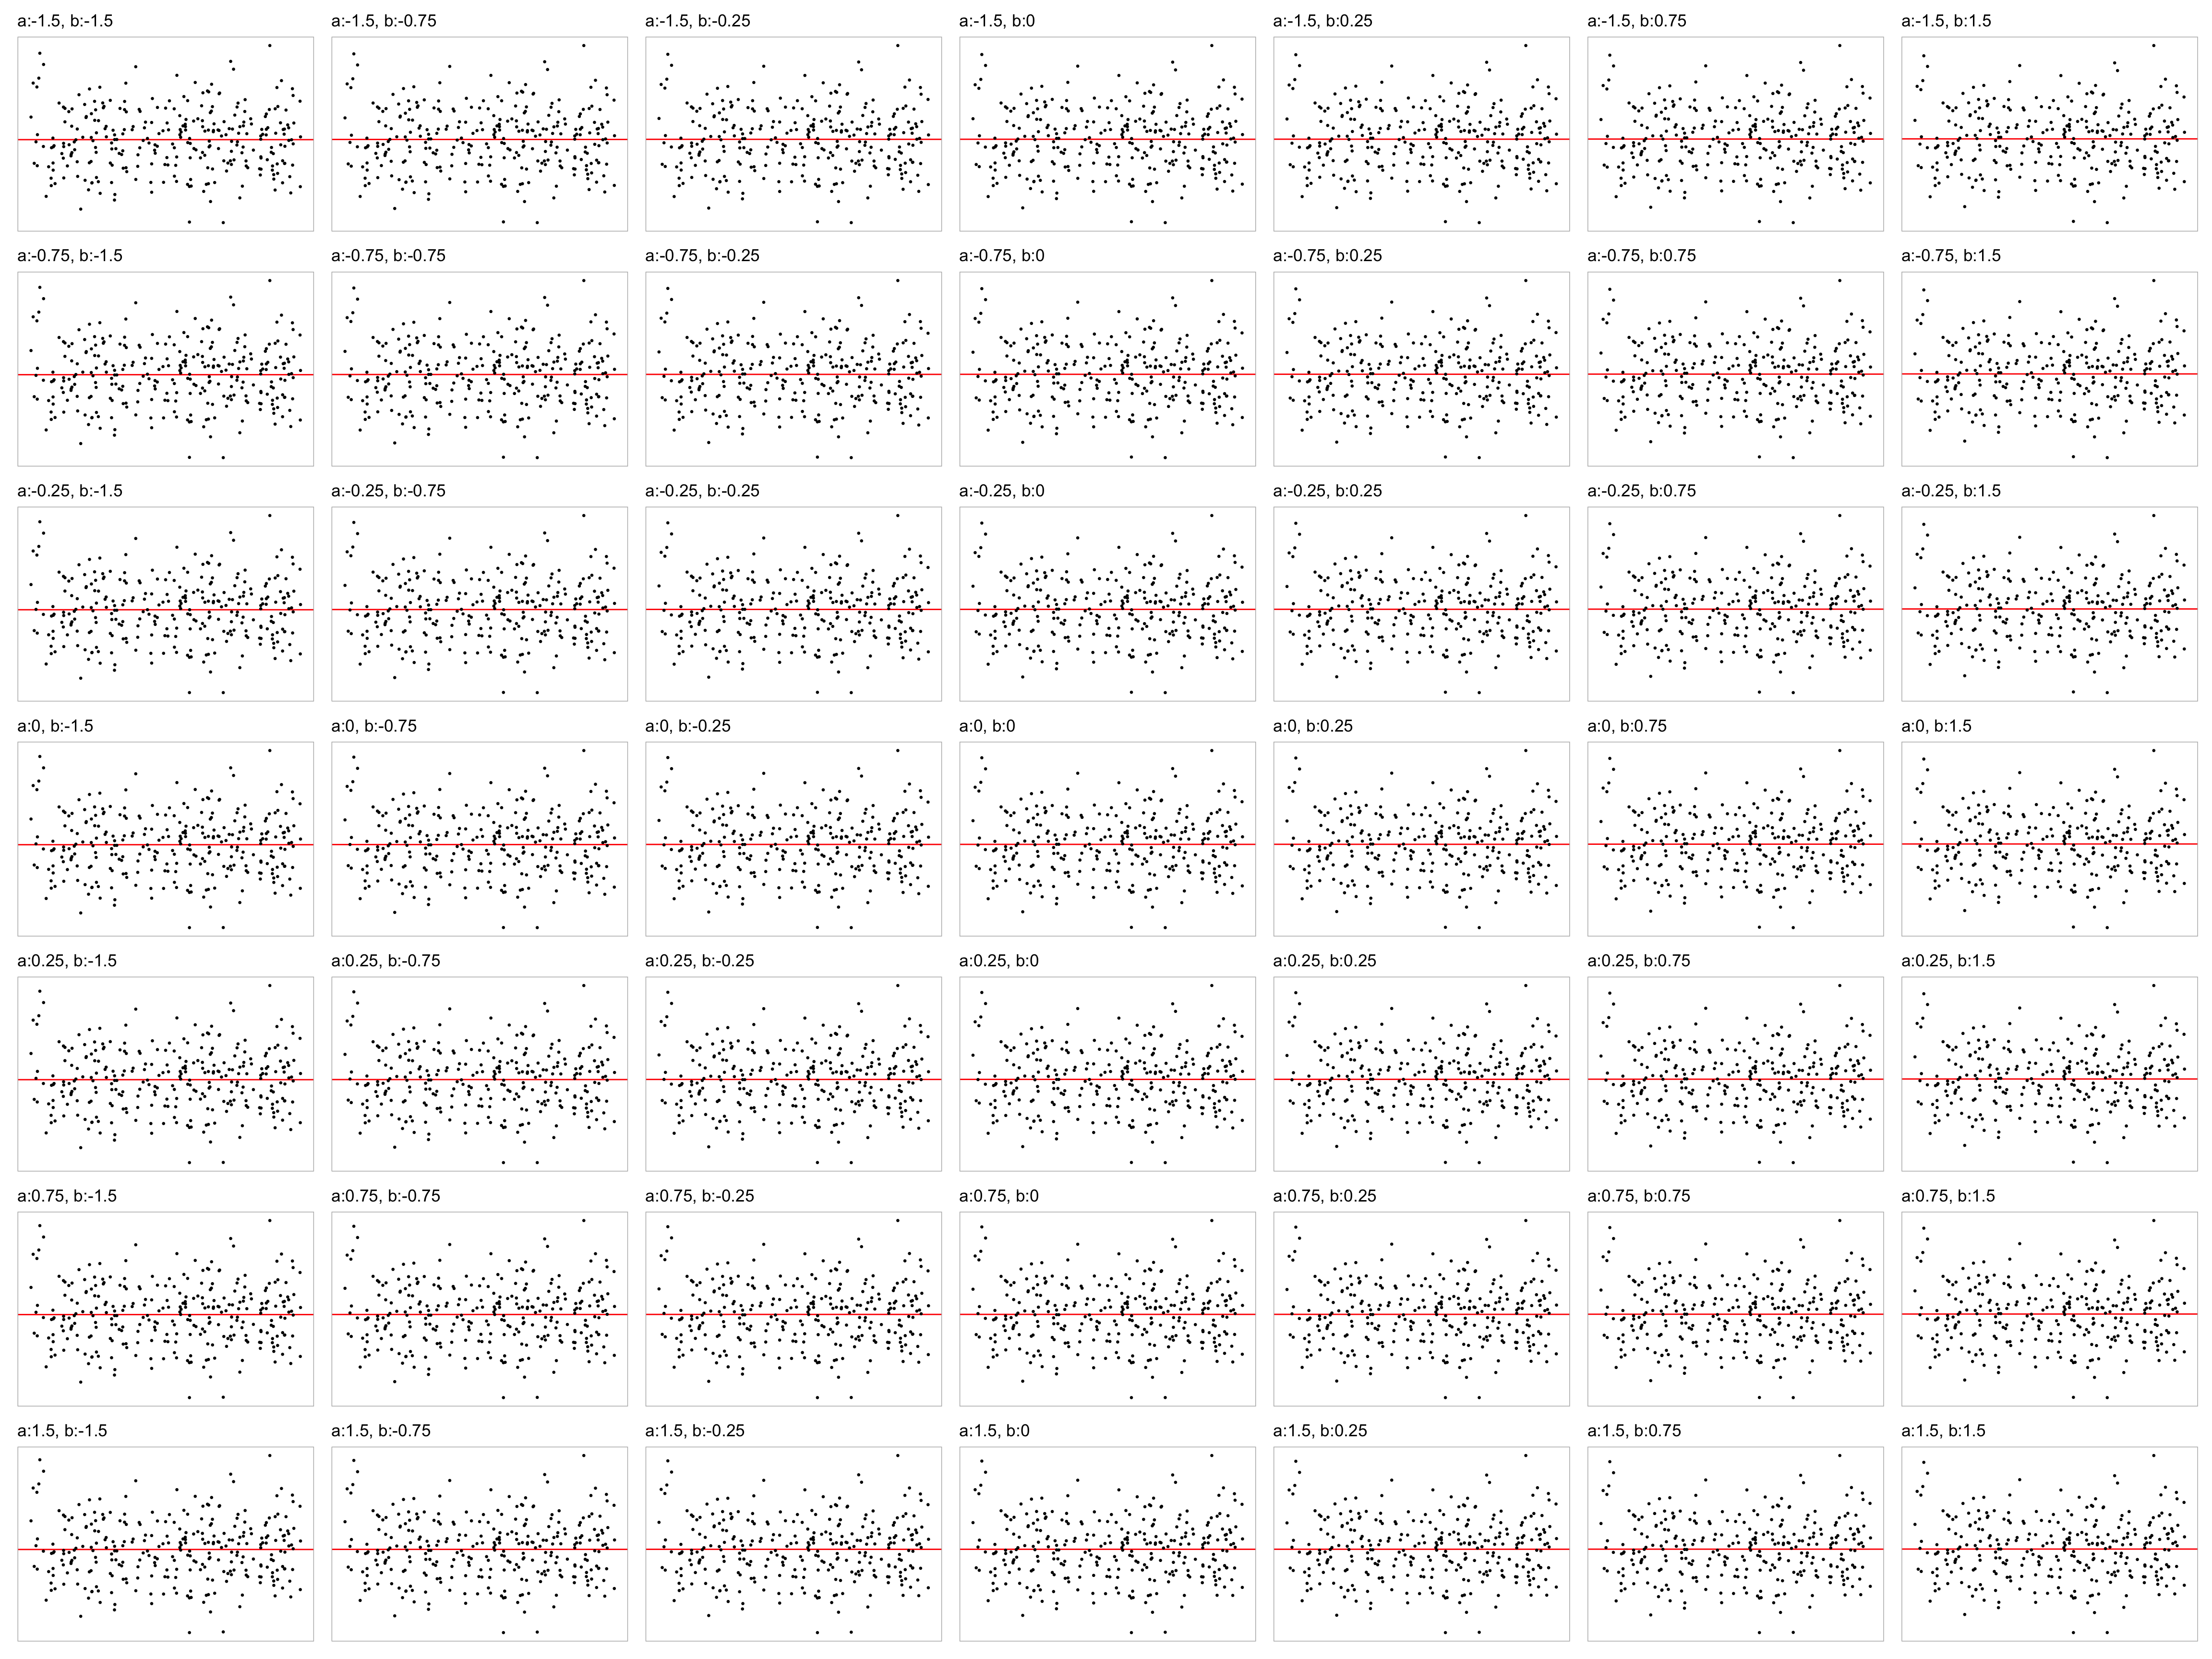 a:-1.5, b:-1.5
a:-1.5, b:-0.75
a:-1.5, b:-0.25
a:-1.5, b:0
a:-1.5, b:0.25
a:-1.5, b:0.75
a:-1.5, b:1.5
a:-0.75, b:-1.5
a:-0.75, b:-0.75
a:-0.75, b:-0.25
a:-0.75, b:0
a:-0.75, b:0.25
a:-0.75, b:0.75
a:-0.75, b:1.5
a:-0.25, b:-1.5
a:-0.25, b:-0.75
a:-0.25, b:-0.25
a:-0.25, b:0
a:-0.25, b:0.25
a:-0.25, b:0.75
a:-0.25, b:1.5
a:0, b:-1.5
a:0, b:-0.75
a:0, b:-0.25
a:0, b:0
a:0, b:0.25
a:0, b:0.75
a:0, b:1.5
a:0.25, b:-1.5
a:0.25, b:-0.75
a:0.25, b:-0.25
a:0.25, b:0
a:0.25, b:0.25
a:0.25, b:0.75
a:0.25, b:1.5
a:0.75, b:-1.5
a:0.75, b:-0.75
a:0.75, b:-0.25
a:0.75, b:0
a:0.75, b:0.25
a:0.75, b:0.75
a:0.75, b:1.5
a:1.5, b:-1.5
a:1.5, b:-0.75
a:1.5, b:-0.25
a:1.5, b:0
a:1.5, b:0.25
a:1.5, b:0.75
a:1.5, b:1.5